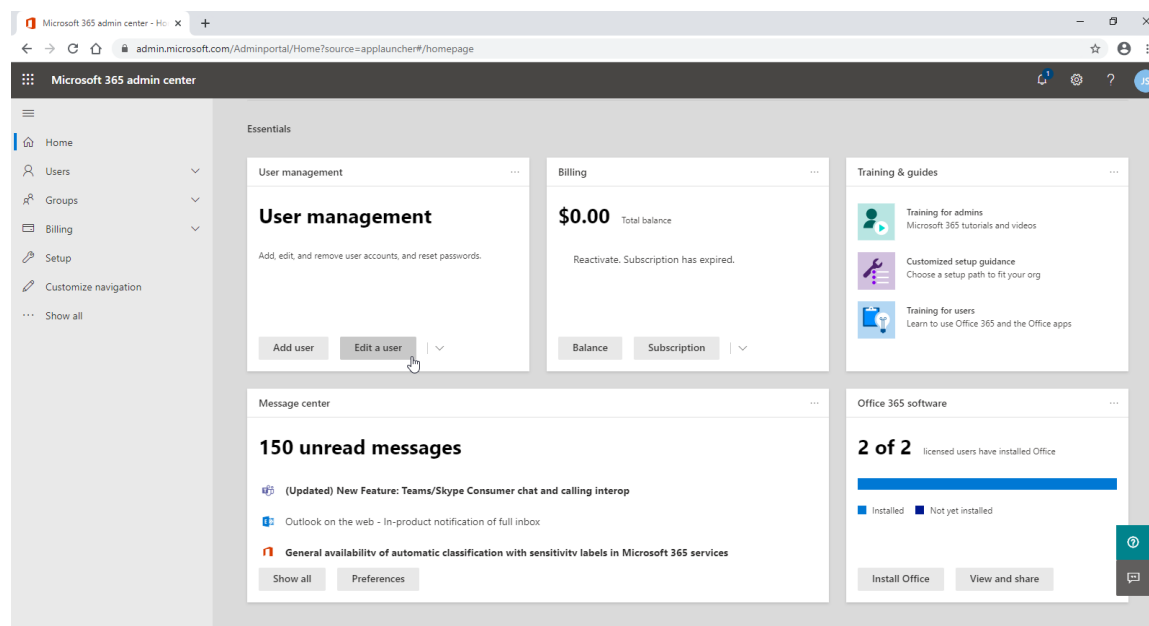 Microsoft 365 admin center - Ho
admin.microsoft.com/Adminportal/Home?source=applauncher#/homepage
Microsoft 365 admin center
1
?
JS
Essentials
Home
Users
Groups
Billing
Setup
Customize navigation
Show all
User management
User management
Add, edit, and remove user accounts, and reset passwords.
Add user
Edit a user
Billing
$0.00 Total balance
Reactivate. Subscription has expired.
Balance
Subscription
Training & guides
Training for admins
Microsoft 365 tutorials and videos
Customized setup guidance
Choose a setup path to fit your org
Training for users
Learn to use Office 365 and the Office apps
Message center
150 unread messages
(Updated) New Feature: Teams/Skype Consumer chat and calling interop
Outlook on the web - In-product notification of full inbox
General availability of automatic classification with sensitivity labels in Microsoft 365 services
Show all
Preferences
Office 365 software
2 of 2 licensed users have installed Office
Installed
Not yet installed
Install Office
View and share